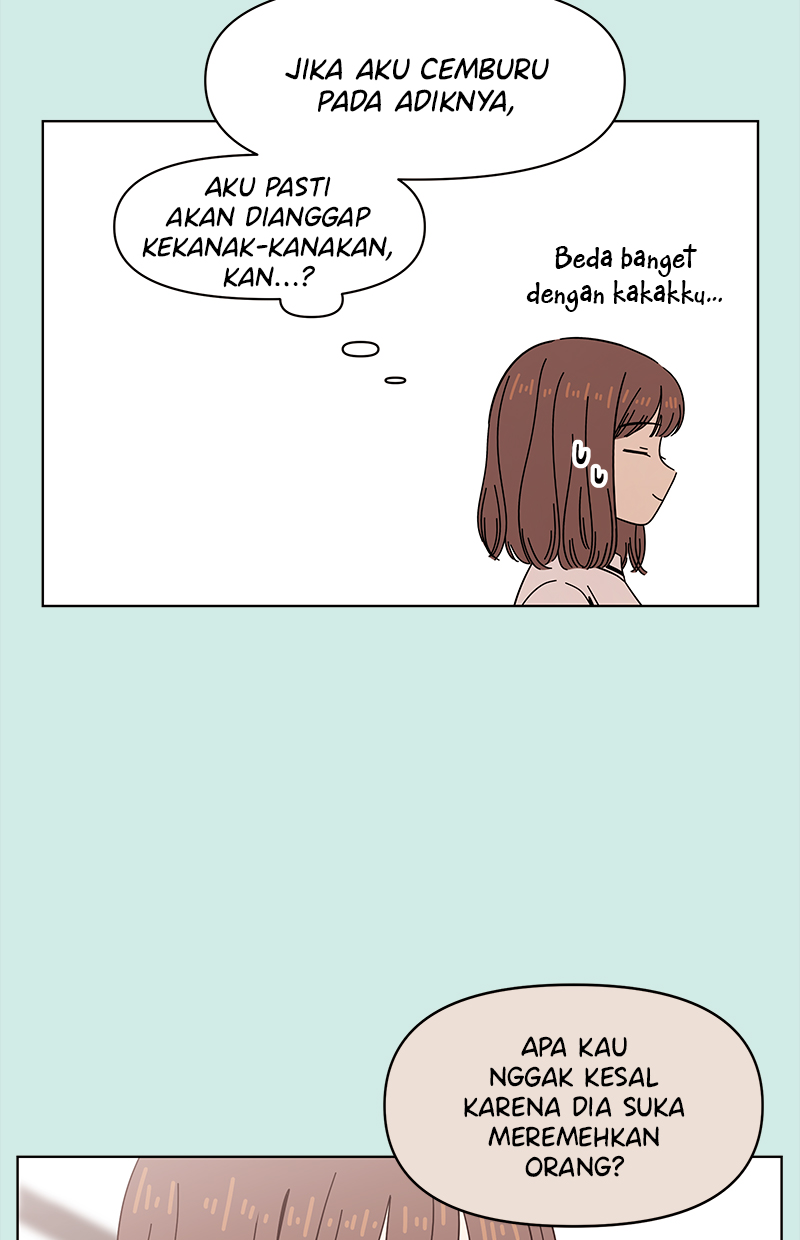 JIKA AKU CEMBURU
PADA ADIKNYA,
AKU PASTI
AKAN DIANGGAP
KEKANAK-KANAKAN,
KAN...?
Beda banget
dengan kakakku...
APA KAU
NGGAK KESAL
KARENA DIA SUKA
MEREMEHKAN
ORANG?